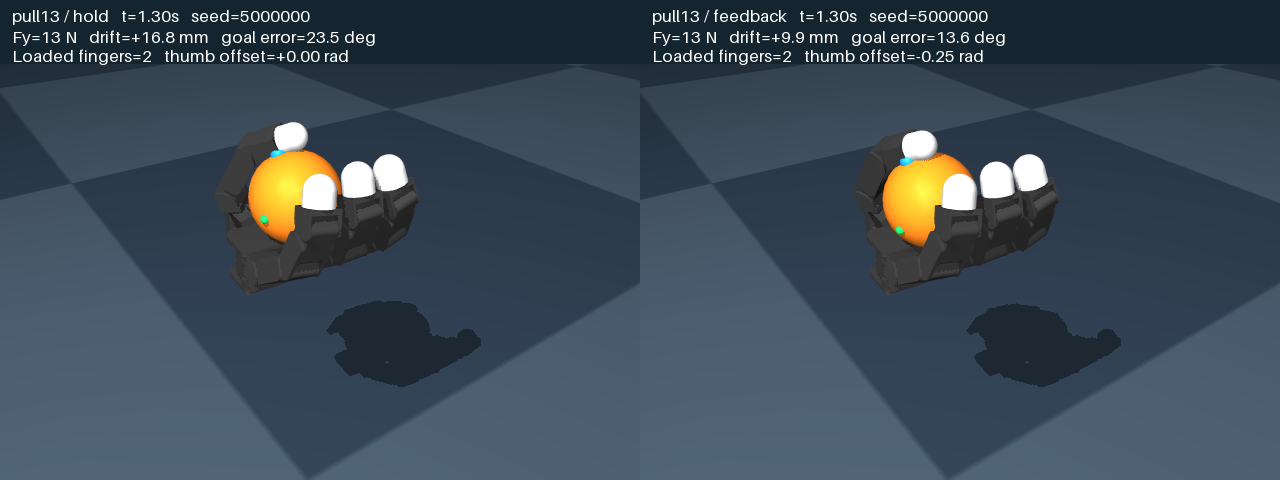 pull13 / hold   t=1.30s   seed=5000000
Fy=13 N   drift=+16.8 mm   goal error=23.5 deg
Loaded fingers=2   thumb offset=+0.00 rad
pull13 / feedback   t=1.30s   seed=5000000
Fy=13 N   drift=+9.9 mm   goal error=13.6 deg
Loaded fingers=2   thumb offset=-0.25 rad